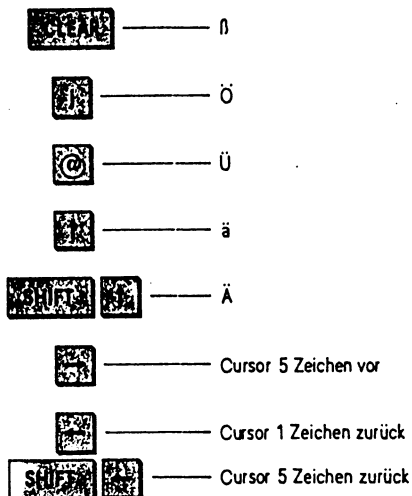 CLEAR ß
Ö
@ Ü
ä
SHIFT Ä
Cursor 5 Zeichen vor
Cursor 1 Zeichen zurück
SHIFT Cursor 5 Zeichen zurück